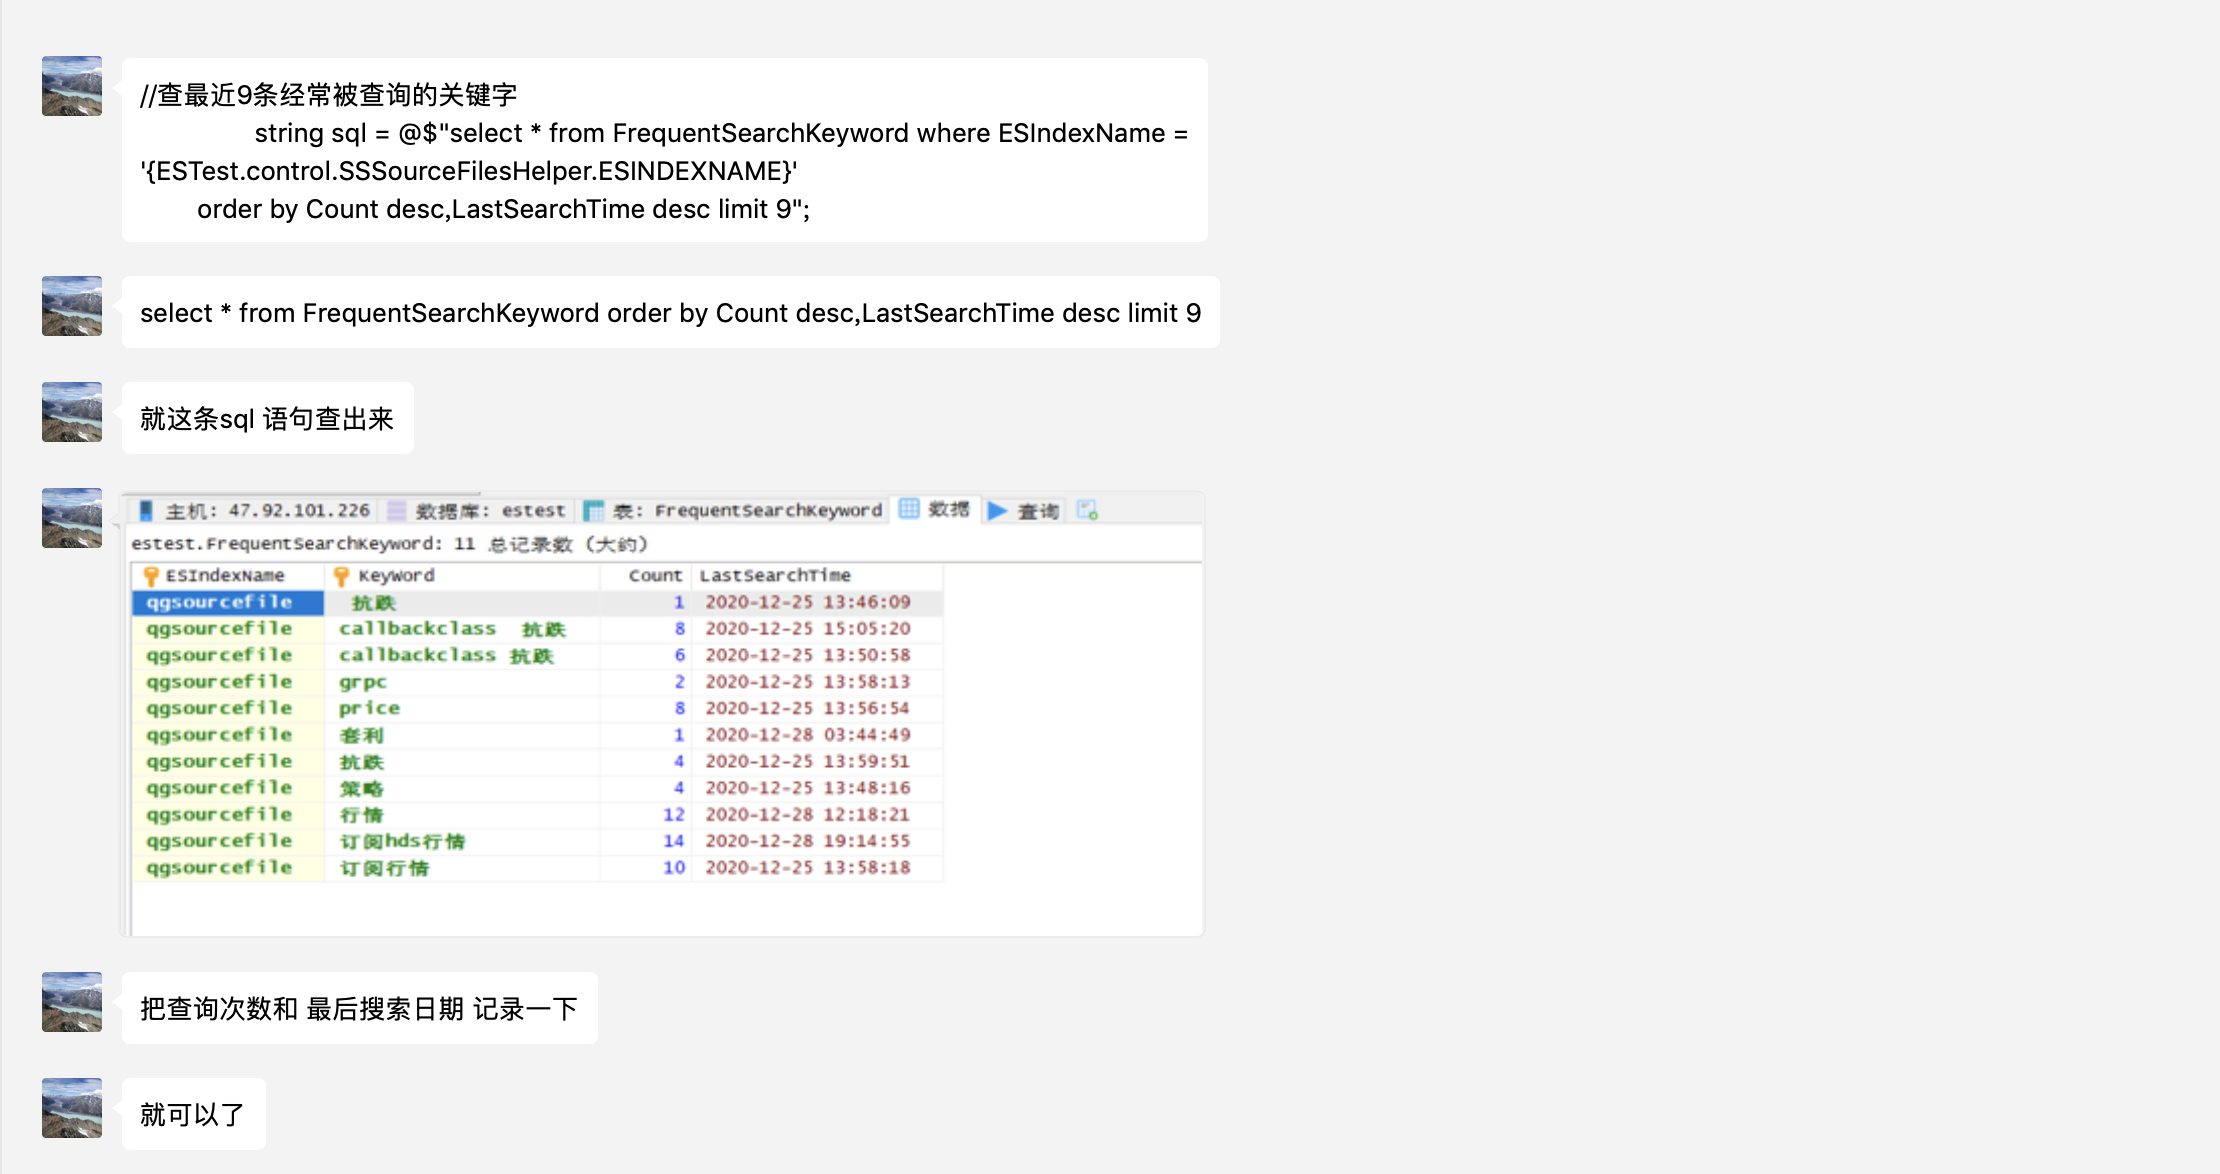 //查最近9条经常被查询的关键字
string sql = @$"select * from FrequentSearchKeyword where ESIndexName =
'{ESTest.control.SSSourceFilesHelper.ESINDEXNAME}'
order by Count desc,LastSearchTime desc limit 9";
select * from FrequentSearchKeyword order by Count desc,LastSearchTime desc limit 9
就这条sql 语句查出来
主机: 47.92.101.226 数据库: estest 表: FrequentSearchKeyword 数据 查询
estest.FrequentSearchKeyword: 11 总记录数 (大约)
ESIndexName KeyWord Count LastSearchTime
qgsourcefile 抗跌 1 2020-12-25 13:46:09
qgsourcefile callbackclass  抗跌 8 2020-12-25 15:05:20
qgsourcefile callbackclass 抗跌 6 2020-12-25 13:50:58
qgsourcefile grpc 2 2020-12-25 13:58:13
qgsourcefile price 8 2020-12-25 13:56:54
qgsourcefile 套利 1 2020-12-28 03:44:49
qgsourcefile 抗跌 4 2020-12-25 13:59:51
qgsourcefile 策略 4 2020-12-25 13:48:16
qgsourcefile 行情 12 2020-12-28 12:18:21
qgsourcefile 订阅hds行情 14 2020-12-28 19:14:55
qgsourcefile 订阅行情 10 2020-12-25 13:58:18
把查询次数和 最后搜索日期 记录一下
就可以了